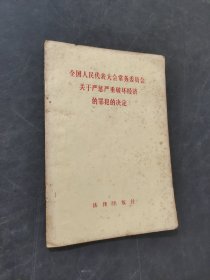 全国人民代表大会常务委员会
关于严惩严重破坏经济
的罪犯的决定
法律出版社